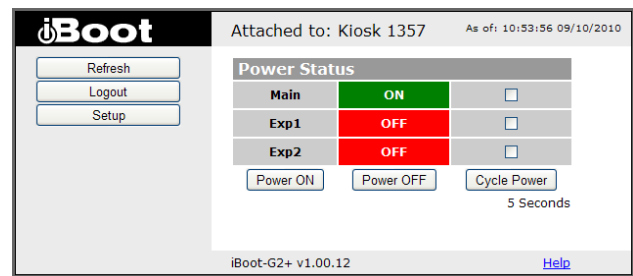 iBoot
Attached to: Kiosk 1357
As of: 10:53:56 09/10/2010
Refresh
Logout
Setup
Power Status
Main ON
Exp1 OFF
Exp2 OFF
Power ON Power OFF Cycle Power
5 Seconds
iBoot-G2+ v1.00.12 Help